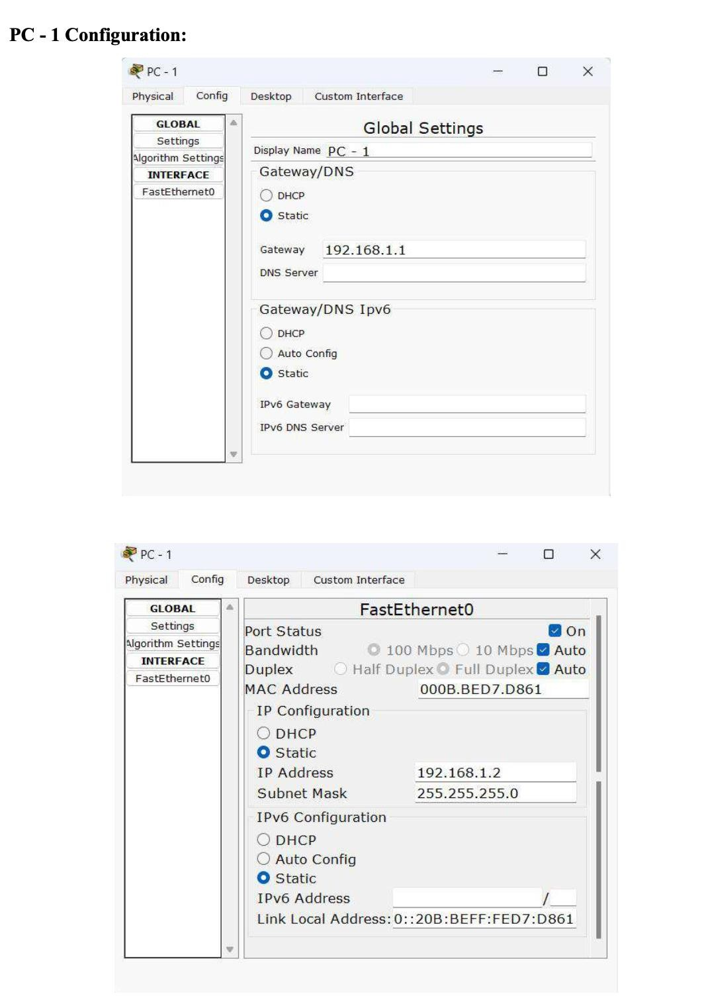 PC - 1 Configuration:
PC - 1
Physical Config Desktop Custom Interface
GLOBAL
Settings
Algorithm Settings
INTERFACE
FastEthernet0
Global Settings
Display Name PC - 1
Gateway/DNS
DHCP
Static
Gateway 192.168.1.1
DNS Server
Gateway/DNS Ipv6
DHCP
Auto Config
Static
IPv6 Gateway
IPv6 DNS Server
PC - 1
Physical Config Desktop Custom Interface
GLOBAL
Settings
Algorithm Settings
INTERFACE
FastEthernet0
FastEthernet0
Port Status On
Bandwidth 100 Mbps 10 Mbps Auto
Duplex Half Duplex Full Duplex Auto
MAC Address 000B.BED7.D861
IP Configuration
DHCP
Static
IP Address 192.168.1.2
Subnet Mask 255.255.255.0
IPv6 Configuration
DHCP
Auto Config
Static
IPv6 Address /
Link Local Address: 0::20B:BEFF:FED7:D861